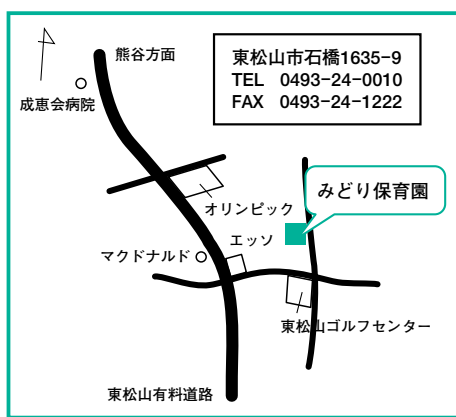 熊谷方面
成恵会病院
東松山市石橋1635-9
TEL 0493-24-0010
FAX 0493-24-1222
みどり保育園
オリンピック
エッソ
マクドナルド
東松山ゴルフセンター
東松山有料道路